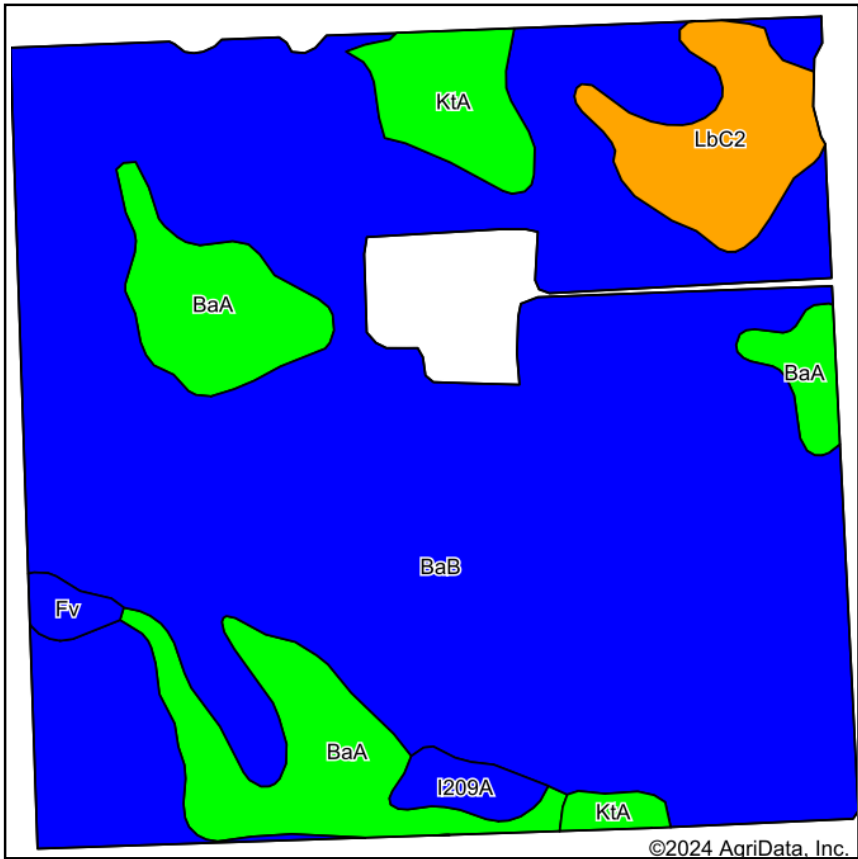 KtA
LbC2
BaA
BaA
BaB
Fv
BaA
I209A
KtA
©2024 AgriData, Inc.